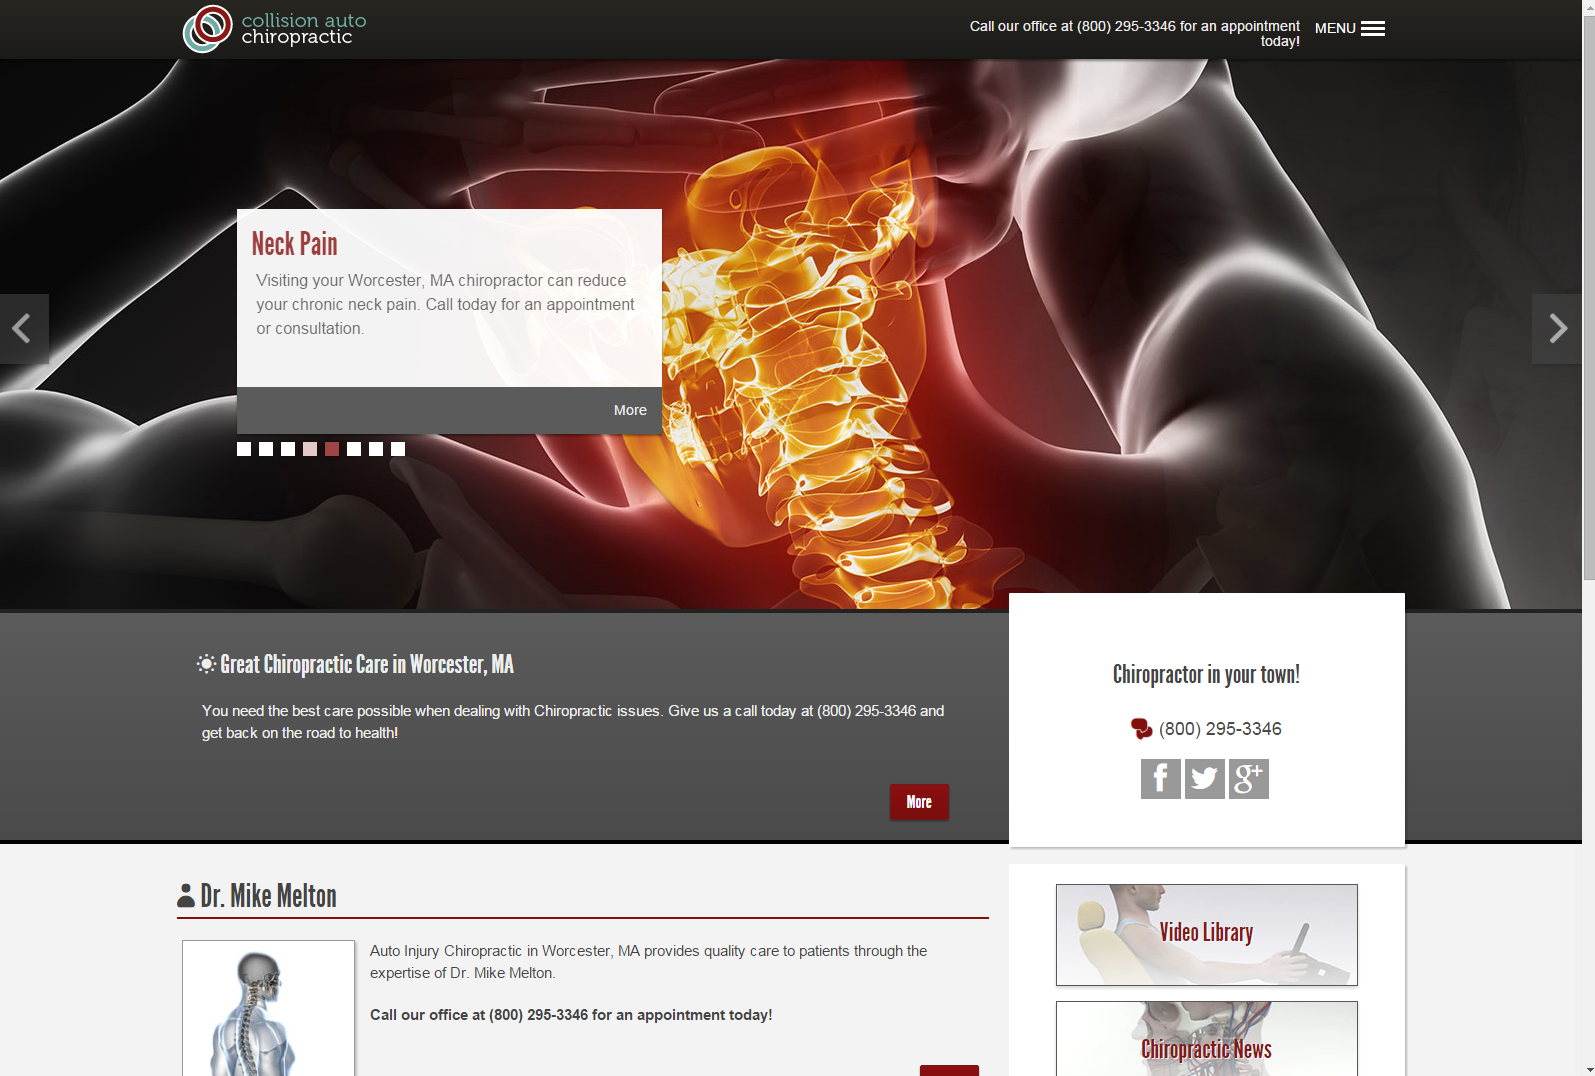 collision auto
chiropractic
Call our office at (800) 295-3346 for an appointment
today!
MENU
Neck Pain
Visiting your Worcester, MA chiropractor can reduce
your chronic neck pain. Call today for an appointment
or consultation.
More
Great Chiropractic Care in Worcester, MA
You need the best care possible when dealing with Chiropractic issues. Give us a call today at (800) 295-3346 and
get back on the road to health!
More
Chiropractor in your town!
(800) 295-3346
f
g+
Dr. Mike Melton
Auto Injury Chiropractic in Worcester, MA provides quality care to patients through the
expertise of Dr. Mike Melton.
Call our office at (800) 295-3346 for an appointment today!
Video Library
Chiropractic News